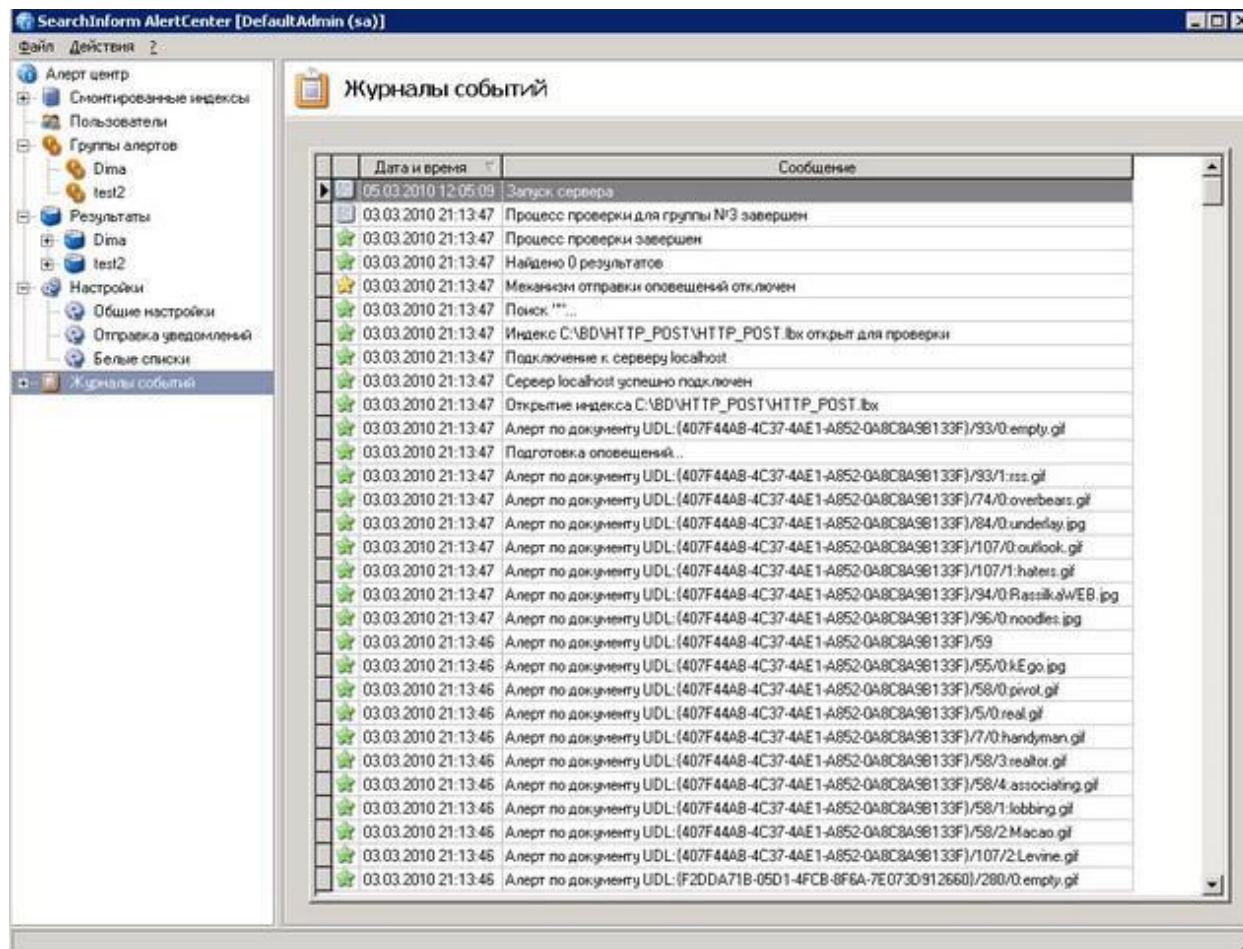 SearchInform AlertCenter [DefaultAdmin (sa)]
Файл Действия ?
Алерт центр
Смонтированные индексы
Пользователи
Группы алертов
Dima
test2
Результаты
Dima
test2
Настройки
Общие настройки
Отправка уведомлений
Белые списки
Журналы событий
Журналы событий
Дата и время Сообщение
05.03.2010 12:05:09 Запуск сервера
03.03.2010 21:13:47 Процесс проверки для группы №3 завершен
03.03.2010 21:13:47 Процесс проверки завершен
03.03.2010 21:13:47 Найдено 0 результатов
03.03.2010 21:13:47 Механизм отправки оповещений отключен
03.03.2010 21:13:47 Поиск ""...
03.03.2010 21:13:47 Индекс C:\BD\HTTP_POST\HTTP_POST.lbx открыт для проверки
03.03.2010 21:13:47 Подключение к серверу localhost
03.03.2010 21:13:47 Сервер localhost успешно подключен
03.03.2010 21:13:47 Открытие индекса C:\BD\HTTP_POST\HTTP_POST.lbx
03.03.2010 21:13:47 Алерт по документу UDL:{407F44AB-4C37-4AE1-A852-0A8C8A9B133F}/93/0:empty.gif
03.03.2010 21:13:47 Подготовка оповещений...
03.03.2010 21:13:47 Алерт по документу UDL:{407F44AB-4C37-4AE1-A852-0A8C8A9B133F}/93/1:rss.gif
03.03.2010 21:13:47 Алерт по документу UDL:{407F44AB-4C37-4AE1-A852-0A8C8A9B133F}/74/0:overbears.gif
03.03.2010 21:13:47 Алерт по документу UDL:{407F44AB-4C37-4AE1-A852-0A8C8A9B133F}/84/0:underlay.jpg
03.03.2010 21:13:47 Алерт по документу UDL:{407F44AB-4C37-4AE1-A852-0A8C8A9B133F}/107/0:outlook.gif
03.03.2010 21:13:47 Алерт по документу UDL:{407F44AB-4C37-4AE1-A852-0A8C8A9B133F}/107/1:haters.gif
03.03.2010 21:13:47 Алерт по документу UDL:{407F44AB-4C37-4AE1-A852-0A8C8A9B133F}/94/0:RassilkaWEB.jpg
03.03.2010 21:13:47 Алерт по документу UDL:{407F44AB-4C37-4AE1-A852-0A8C8A9B133F}/96/0:noodles.jpg
03.03.2010 21:13:46 Алерт по документу UDL:{407F44AB-4C37-4AE1-A852-0A8C8A9B133F}/59
03.03.2010 21:13:46 Алерт по документу UDL:{407F44AB-4C37-4AE1-A852-0A8C8A9B133F}/55/0:kEgo.jpg
03.03.2010 21:13:46 Алерт по документу UDL:{407F44AB-4C37-4AE1-A852-0A8C8A9B133F}/58/0:pivot.gif
03.03.2010 21:13:46 Алерт по документу UDL:{407F44AB-4C37-4AE1-A852-0A8C8A9B133F}/5/0:real.gif
03.03.2010 21:13:46 Алерт по документу UDL:{407F44AB-4C37-4AE1-A852-0A8C8A9B133F}/7/0:handyman.gif
03.03.2010 21:13:46 Алерт по документу UDL:{407F44AB-4C37-4AE1-A852-0A8C8A9B133F}/58/3:realtor.gif
03.03.2010 21:13:46 Алерт по документу UDL:{407F44AB-4C37-4AE1-A852-0A8C8A9B133F}/58/4:associating.gif
03.03.2010 21:13:46 Алерт по документу UDL:{407F44AB-4C37-4AE1-A852-0A8C8A9B133F}/58/1:lobbing.gif
03.03.2010 21:13:46 Алерт по документу UDL:{407F44AB-4C37-4AE1-A852-0A8C8A9B133F}/58/2:Macao.gif
03.03.2010 21:13:46 Алерт по документу UDL:{407F44AB-4C37-4AE1-A852-0A8C8A9B133F}/107/2:Levine.gif
03.03.2010 21:13:46 Алерт по документу UDL:{F2DDA71B-05D1-4FCB-8F6A-7E073D912660}/280/0:empty.gif